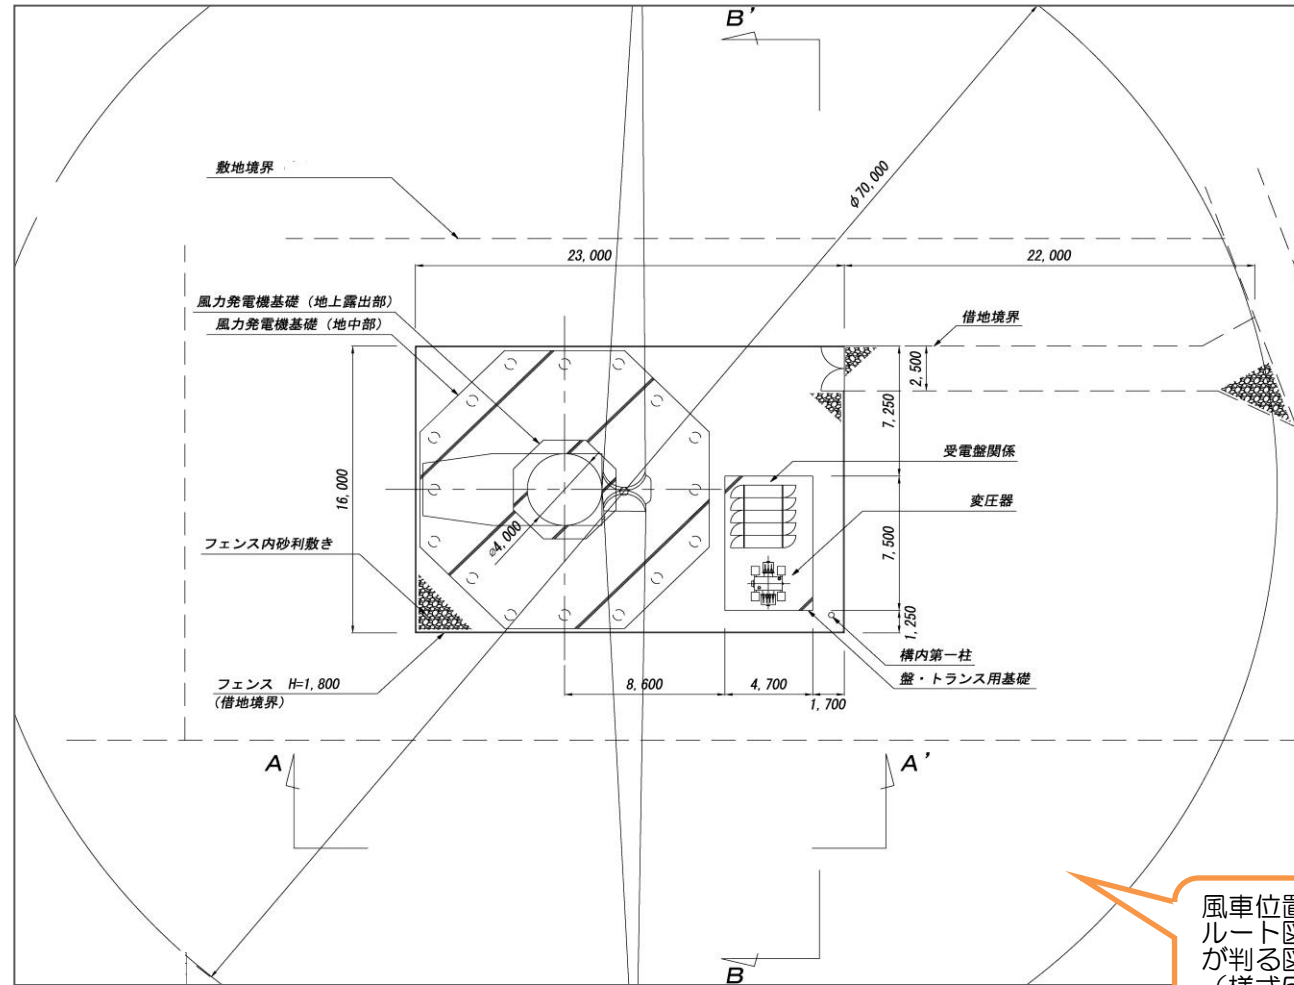 B'
敷地境界
φ70,000
23,000
22,000
風力発電機基礎（地上露出部）
風力発電機基礎（地中部）
借地境界
2,500
7,250
16,000
受電盤関係
変圧器
⌀4,000
7,500
フェンス内砂利敷き
1,250
構内第一柱
フェンス H=1,800
（借地境界）
8,600
4,700
盤・トランス用基礎
1,700
A
A'
B
風車位置
ルート図
が判る図